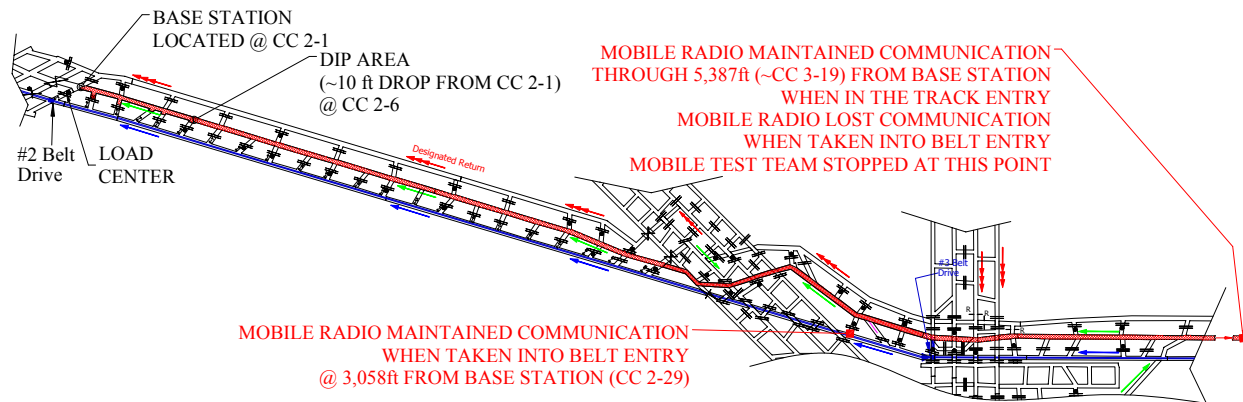 BASE STATION
LOCATED @ CC 2-1
DIP AREA
(~10 ft DROP FROM CC 2-1)
@ CC 2-6
MOBILE RADIO MAINTAINED COMMUNICATION
THROUGH 5,387ft (~CC 3-19) FROM BASE STATION
WHEN IN THE TRACK ENTRY
MOBILE RADIO LOST COMMUNICATION
WHEN TAKEN INTO BELT ENTRY
MOBILE TEST TEAM STOPPED AT THIS POINT
#2 Belt
Drive
LOAD
CENTER
Designated Return
#3 Belt
Drive
R
R
R
MOBILE RADIO MAINTAINED COMMUNICATION
WHEN TAKEN INTO BELT ENTRY
@ 3,058ft FROM BASE STATION (CC 2-29)